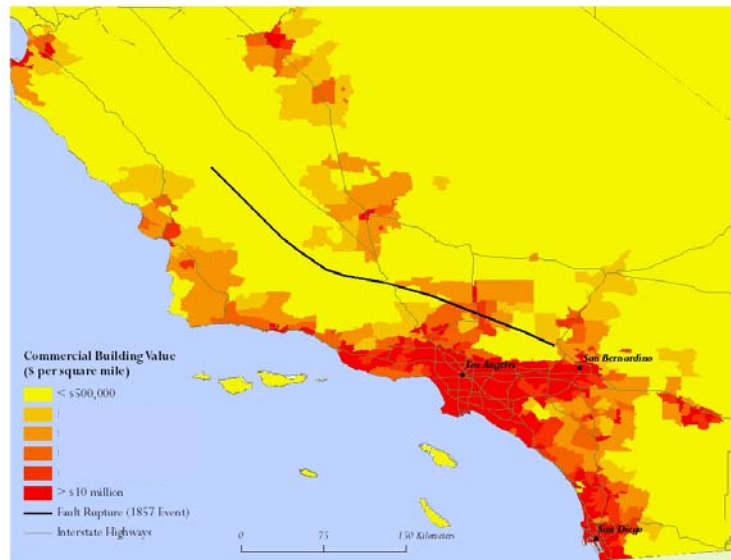 Commercial Building Value
($ per square mile)
< $500,000
> $10 million
Fault Rupture (1857 Event)
Interstate Highways
Los Angeles
San Bernardino
San Diego
0 75 150 Kilometers